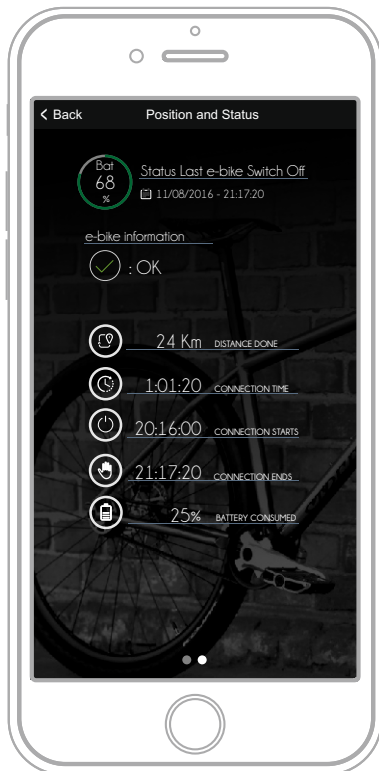 Back Position and Status
Bat
68
%
Status Last e-bike Switch Off
11/08/2016 - 21:17:20
e-bike information
: OK
24 Km DISTANCE DONE
1:01:20 CONNECTION TIME
20:16:00 CONNECTION STARTS
21:17:20 CONNECTION ENDS
25% BATTERY CONSUMED